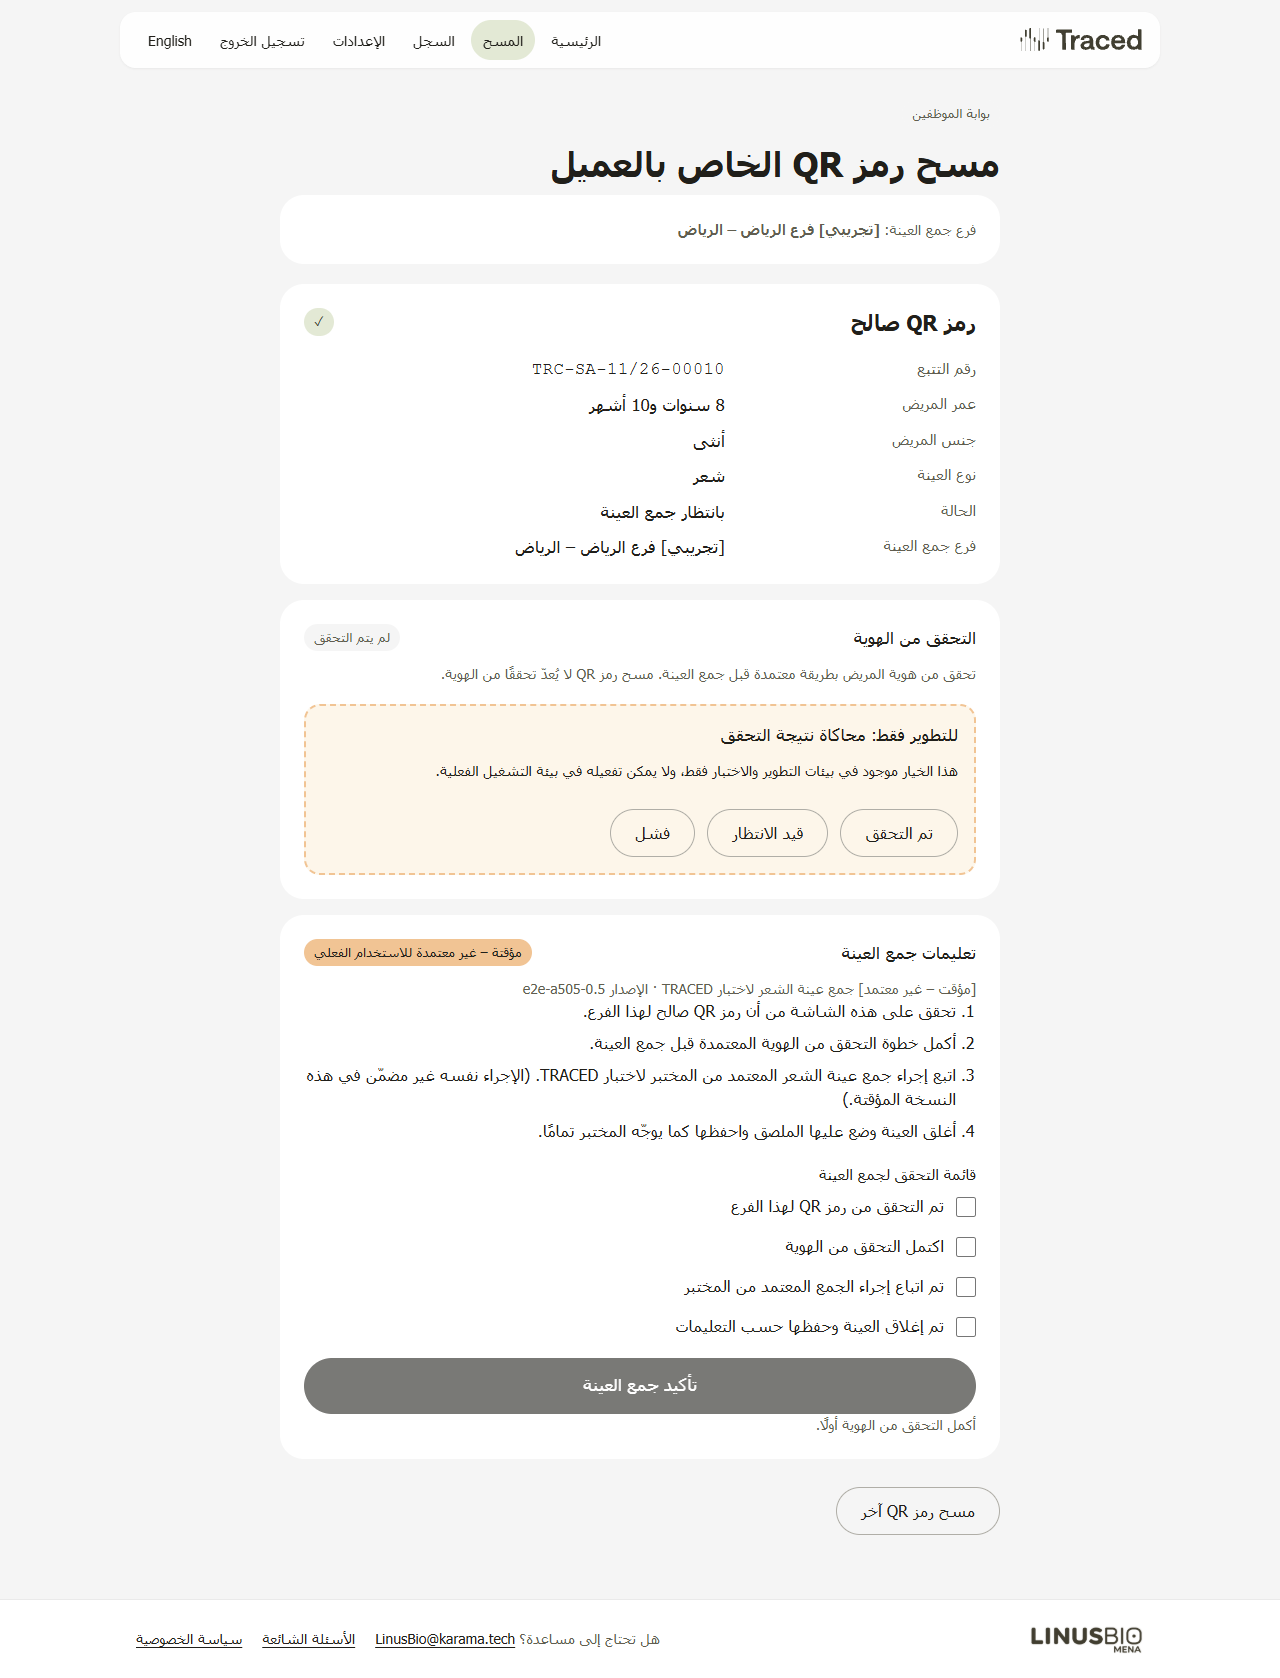 Traced
الرئيسية
المسح
السجل
الإعدادات
تسجيل الخروج
English
بوابة الموظفين
مسح رمز QR الخاص بالعميل
فرع جمع العينة: [تجريبي] فرع الرياض – الرياض
رمز QR صالح
✓
رقم التتبع TRC-SA-11/26-00010
عمر المريض 8 سنوات و10 أشهر
جنس المريض أنثى
نوع العينة شعر
الحالة بانتظار جمع العينة
فرع جمع العينة [تجريبي] فرع الرياض – الرياض
التحقق من الهوية
لم يتم التحقق
تحقق من هوية المريض بطريقة معتمدة قبل جمع العينة. مسح رمز QR لا يُعدّ تحققًا من الهوية.
للتطوير فقط: محاكاة نتيجة التحقق
هذا الخيار موجود في بيئات التطوير والاختبار فقط، ولا يمكن تفعيله في بيئة التشغيل الفعلية.
تم التحقق
قيد الانتظار
فشل
تعليمات جمع العينة
مؤقتة – غير معتمدة للاستخدام الفعلي
[مؤقت – غير معتمد] جمع عينة الشعر لاختبار TRACED · الإصدار e2e-a505-0.5
1. تحقق على هذه الشاشة من أن رمز QR صالح لهذا الفرع.
2. أكمل خطوة التحقق من الهوية المعتمدة قبل جمع العينة.
3. اتبع إجراء جمع عينة الشعر المعتمد من المختبر لاختبار TRACED. (الإجراء نفسه غير مضمّن في هذه
النسخة المؤقتة.)
4. أغلق العينة وضع عليها الملصق واحفظها كما يوجّه المختبر تمامًا.
قائمة التحقق لجمع العينة
تم التحقق من رمز QR لهذا الفرع
اكتمل التحقق من الهوية
تم اتباع إجراء الجمع المعتمد من المختبر
تم إغلاق العينة وحفظها حسب التعليمات
تأكيد جمع العينة
أكمل التحقق من الهوية أولًا.
مسح رمز QR آخر
LINUSBIO
MENA
هل تحتاج إلى مساعدة؟ LinusBio@karama.tech
الأسئلة الشائعة
سياسة الخصوصية